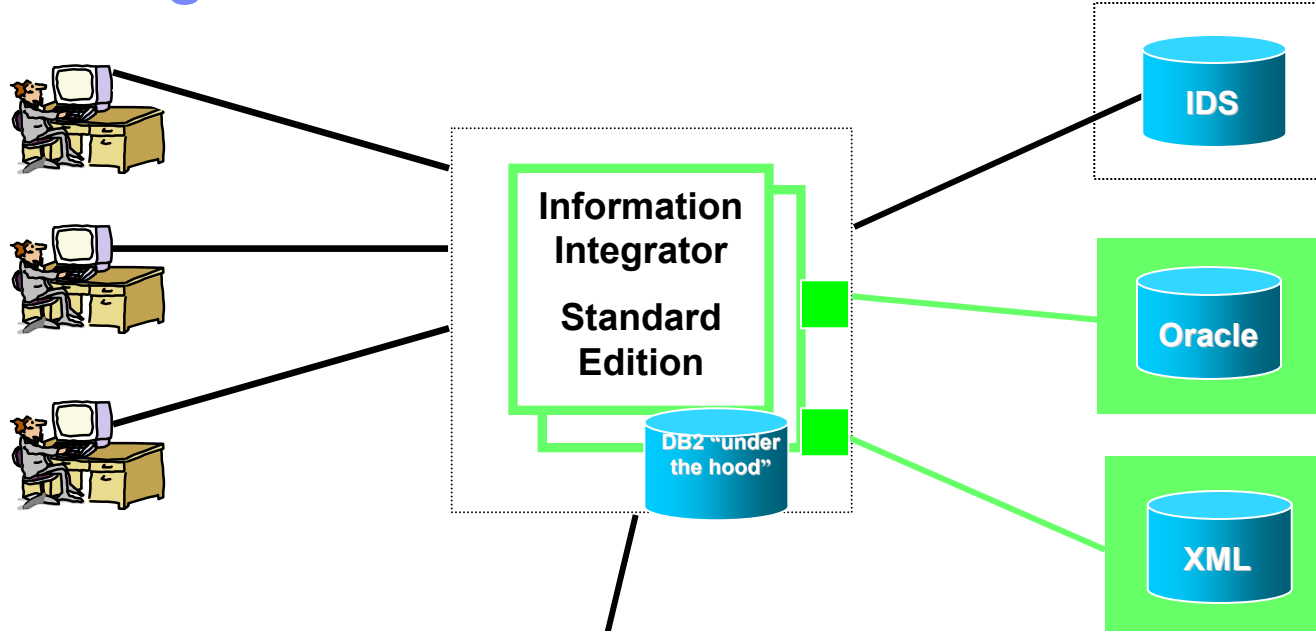 Information
Integrator
Standard
Edition
DB2 “under
the hood”
IDS
Oracle
XML